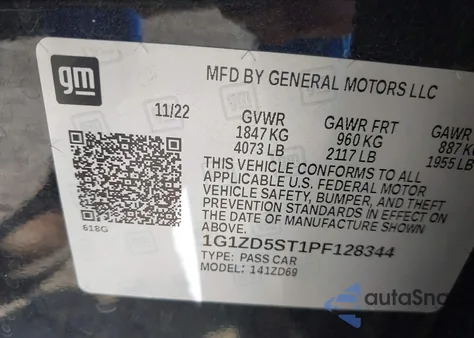 gm
MFD BY GENERAL MOTORS LLC
11/22 GVWR GAWR FRT GAWR
1847 KG 960 KG 887 KG
4073 LB 2117 LB 1955 LB
THIS VEHICLE CONFORMS TO ALL
APPLICABLE U.S. FEDERAL MOTOR
VEHICLE SAFETY, BUMPER, AND THEFT
PREVENTION STANDARDS IN EFFECT ON
THE DATE OF MANUFACTURE SHOWN
ABOVE.
618G
1G1ZD5ST1PF128344
TYPE: PASS CAR
MODEL: 141ZD69
autaSna